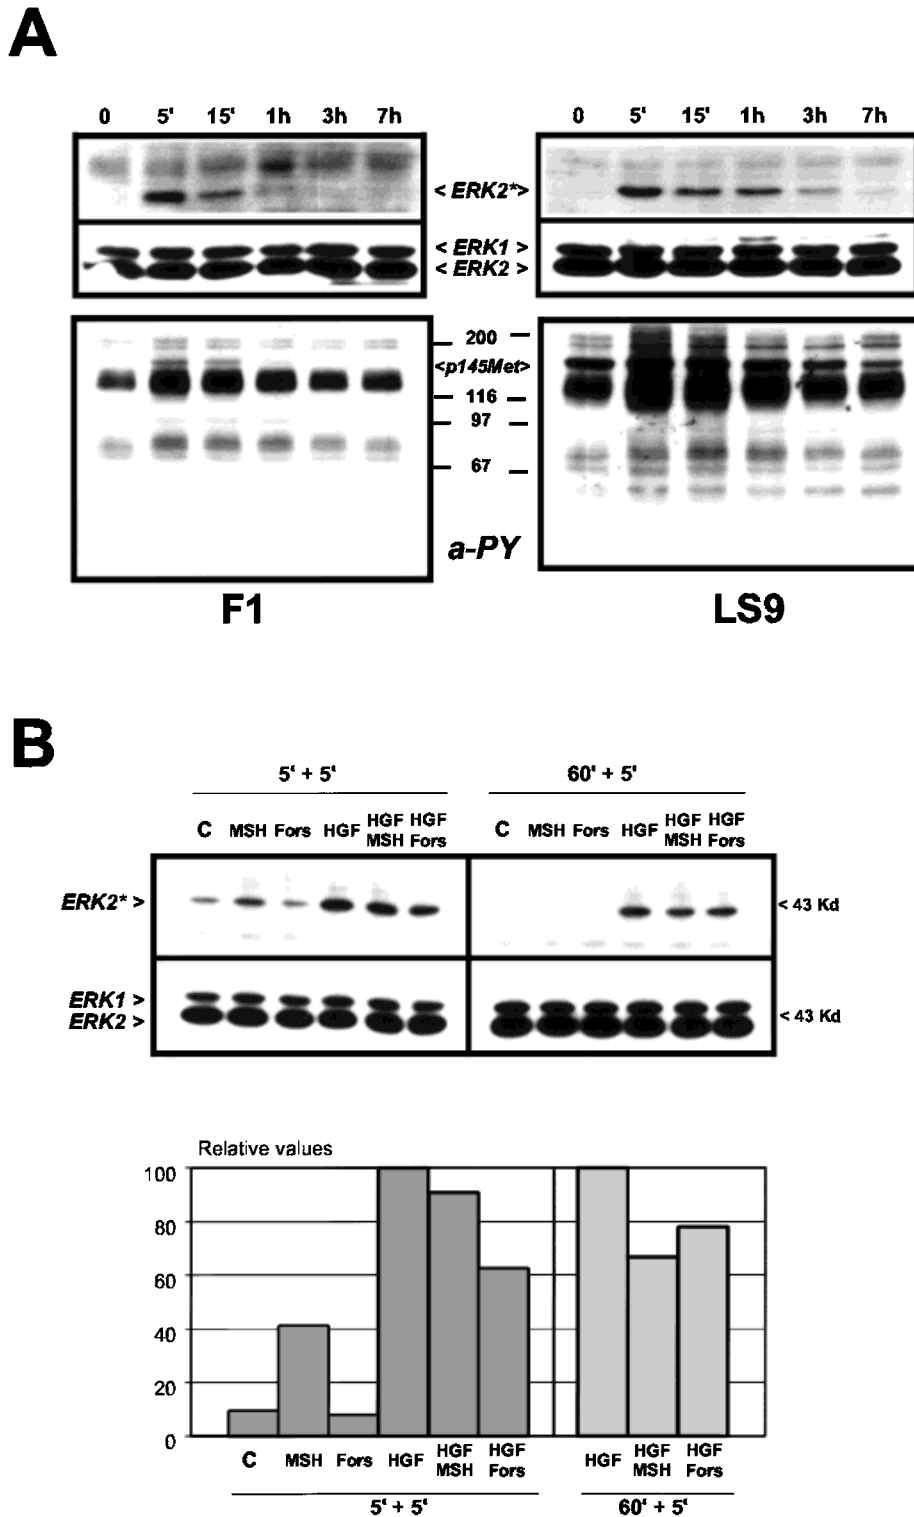 A
0 5' 15' 1h 3h 7h
0 5' 15' 1h 3h 7h
< ERK2*>
< ERK1 >
< ERK2 >
200
<p145Met>
116
97
67
a-PY
F1
LS9
B
5' + 5'
60' + 5'
C MSH Fors HGF HGF MSH HGF Fors
C MSH Fors HGF HGF MSH HGF Fors
ERK2* >
< 43 Kd
ERK1 >
ERK2 >
< 43 Kd
Relative values
100
80
60
40
20
0
C MSH Fors HGF HGF MSH HGF Fors
HGF HGF MSH HGF Fors
5' + 5'
60' + 5'